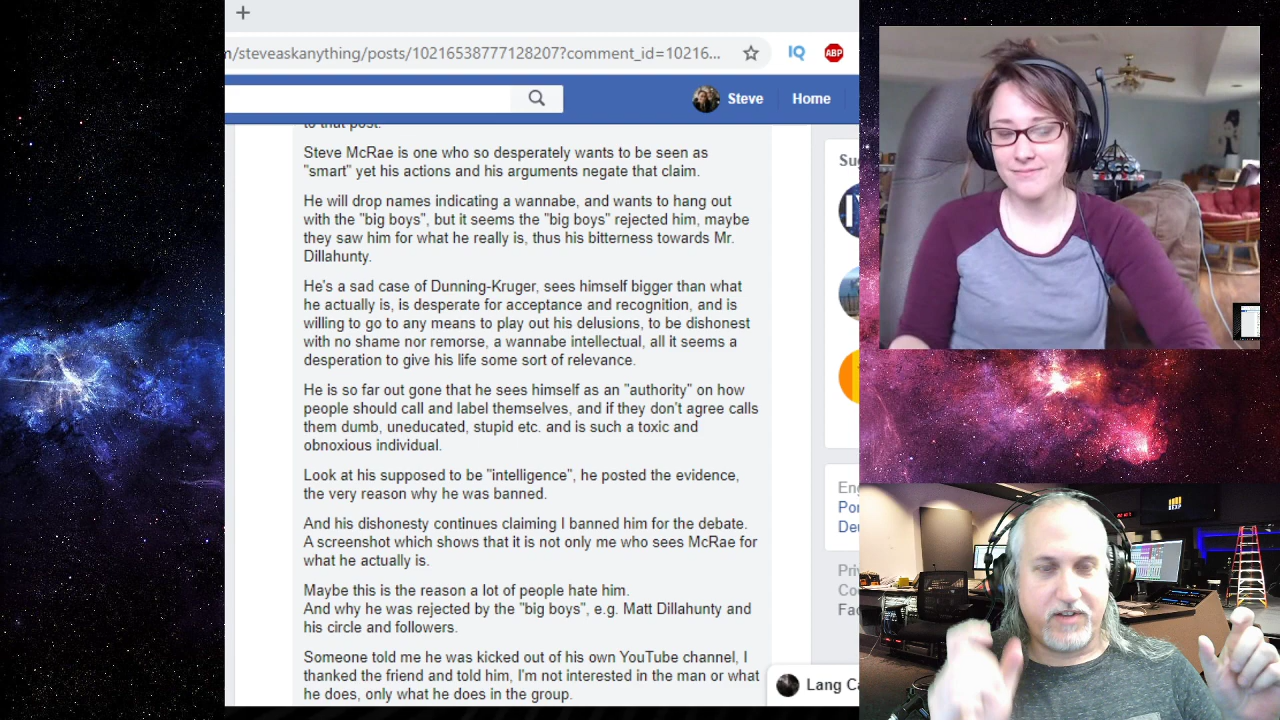 m/steveaskanything/posts/10216538777128207?comment_id=10216...
IQ
ABP
Steve
Home
to that post.
Steve McRae is one who so desperately wants to be seen as
"smart" yet his actions and his arguments negate that claim.
He will drop names indicating a wannabe, and wants to hang out
with the "big boys", but it seems the "big boys" rejected him, maybe
they saw him for what he really is, thus his bitterness towards Mr.
Dillahunty.
He's a sad case of Dunning-Kruger, sees himself bigger than what
he actually is, is desperate for acceptance and recognition, and is
willing to go to any means to play out his delusions, to be dishonest
with no shame nor remorse, a wannabe intellectual, all it seems a
desperation to give his life some sort of relevance.
He is so far out gone that he sees himself as an "authority" on how
people should call and label themselves, and if they don't agree calls
them dumb, uneducated, stupid etc. and is such a toxic and
obnoxious individual.
Look at his supposed to be "intelligence", he posted the evidence,
the very reason why he was banned.
And his dishonesty continues claiming I banned him for the debate.
A screenshot which shows that it is not only me who sees McRae for
what he actually is.
Maybe this is the reason a lot of people hate him.
And why he was rejected by the "big boys", e.g. Matt Dillahunty and
his circle and followers.
Someone told me he was kicked out of his own YouTube channel, I
thanked the friend and told him, I'm not interested in the man or what
he does, only what he does in the group.
Su
Eng
Por
Deu
Priv
Coo
Fac
Lang Ca